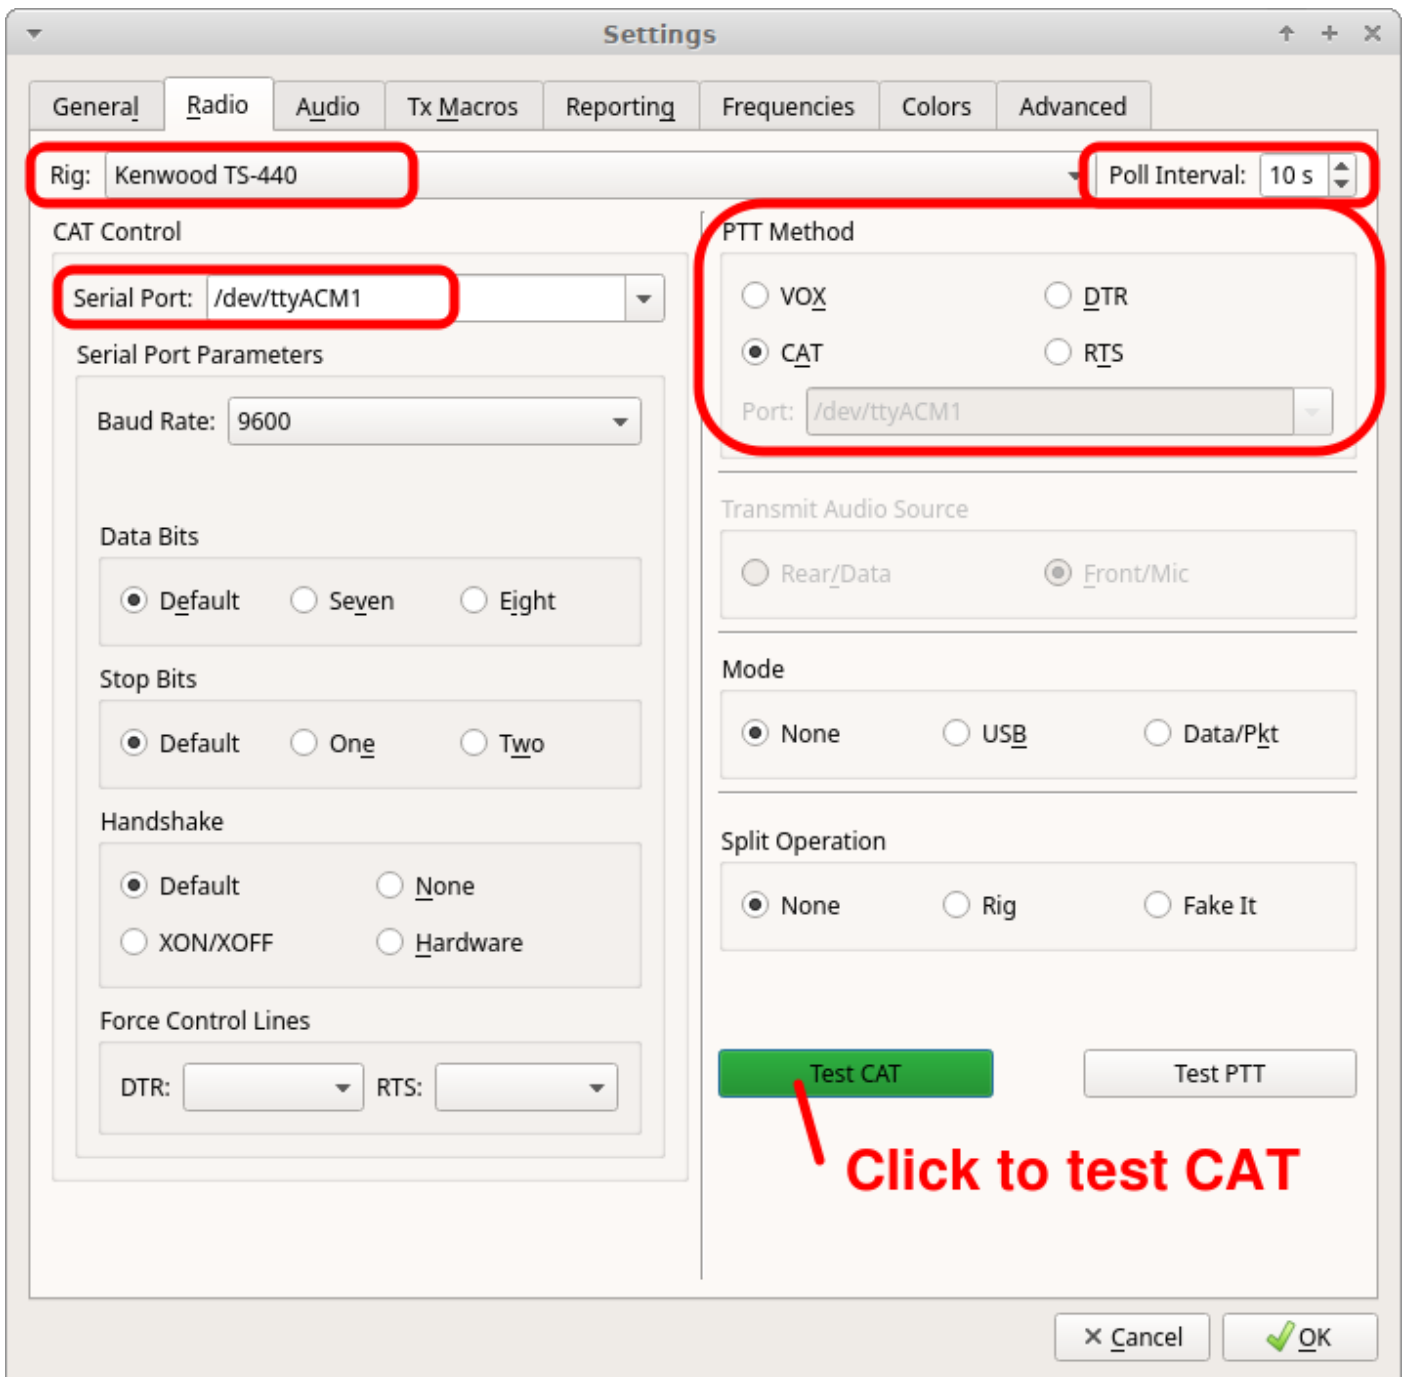 Settings
General Radio Audio Tx Macros Reporting Frequencies Colors Advanced
Rig: Kenwood TS-440 Poll Interval: 10 s
CAT Control
Serial Port: /dev/ttyACM1
Serial Port Parameters
Baud Rate: 9600
Data Bits
Default Seven Eight
Stop Bits
Default One Two
Handshake
Default None
XON/XOFF Hardware
Force Control Lines
DTR: RTS:
PTT Method
VOX DTR
CAT RTS
Port: /dev/ttyACM1
Transmit Audio Source
Rear/Data Front/Mic
Mode
None USB Data/Pkt
Split Operation
None Rig Fake It
Test CAT Test PTT
Click to test CAT
Cancel OK